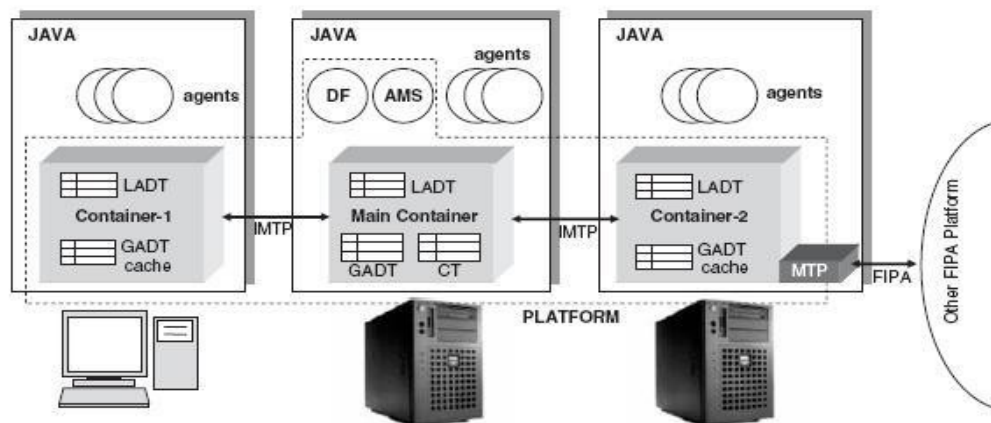 JAVA
agents
LADT
Container-1
GADT
cache
IMTP
JAVA
agents
DF
AMS
LADT
Main Container
GADT
CT
IMTP
JAVA
agents
LADT
Container-2
GADT
cache
MTP
FIPA
Other FIPA Platform
PLATFORM